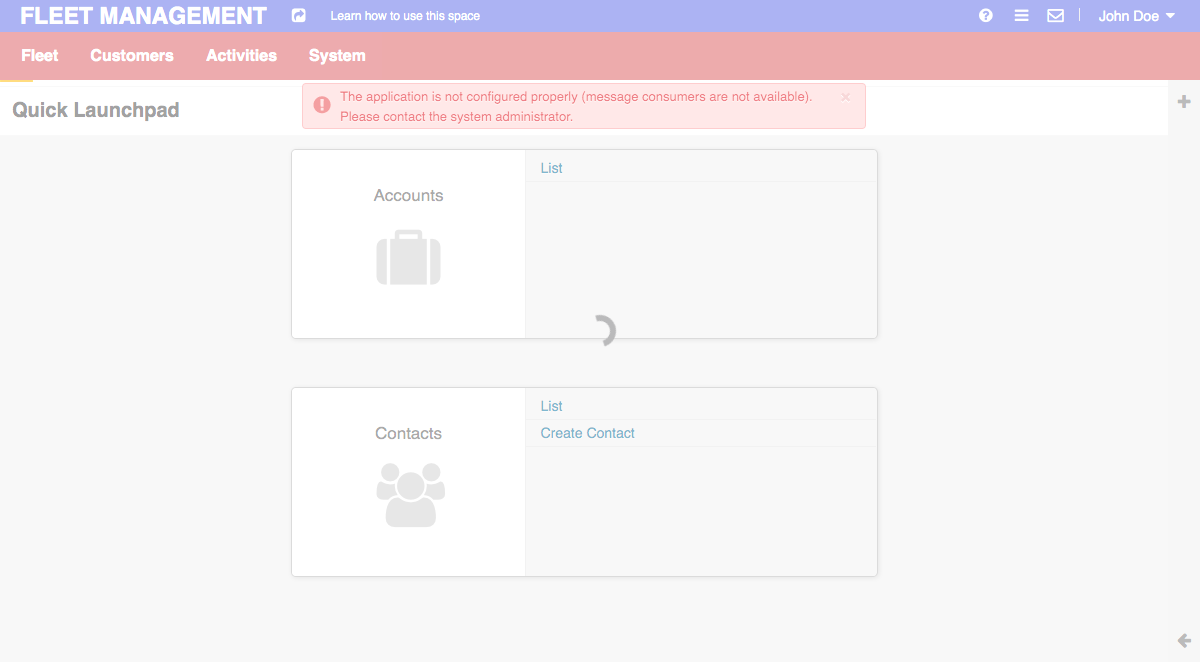 FLEET MANAGEMENT
Learn how to use this space
John Doe
Fleet
Customers
Activities
System
Quick Launchpad
The application is not configured properly (message consumers are not available).
Please contact the system administrator.
Accounts
List
Contacts
List
Create Contact